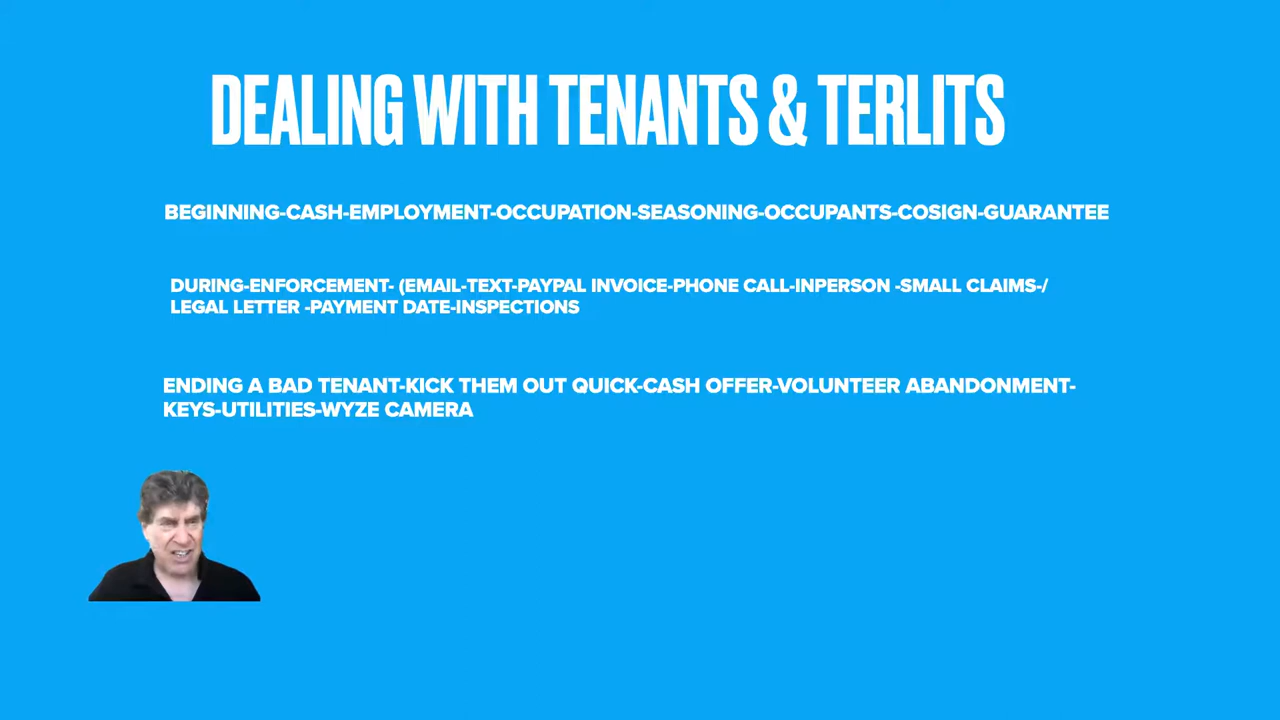 DEALING WITH TENANTS & TERLITS
BEGINNING-CASH-EMPLOYMENT-OCCUPATION-SEASONING-OCCUPANTS-COSIGN-GUARANTEE
DURING-ENFORCEMENT- (EMAIL-TEXT-PAYPAL INVOICE-PHONE CALL-INPERSON -SMALL CLAIMS-/
LEGAL LETTER -PAYMENT DATE-INSPECTIONS
ENDING A BAD TENANT-KICK THEM OUT QUICK-CASH OFFER-VOLUNTEER ABANDONMENT-
KEYS-UTILITIES-WYZE CAMERA